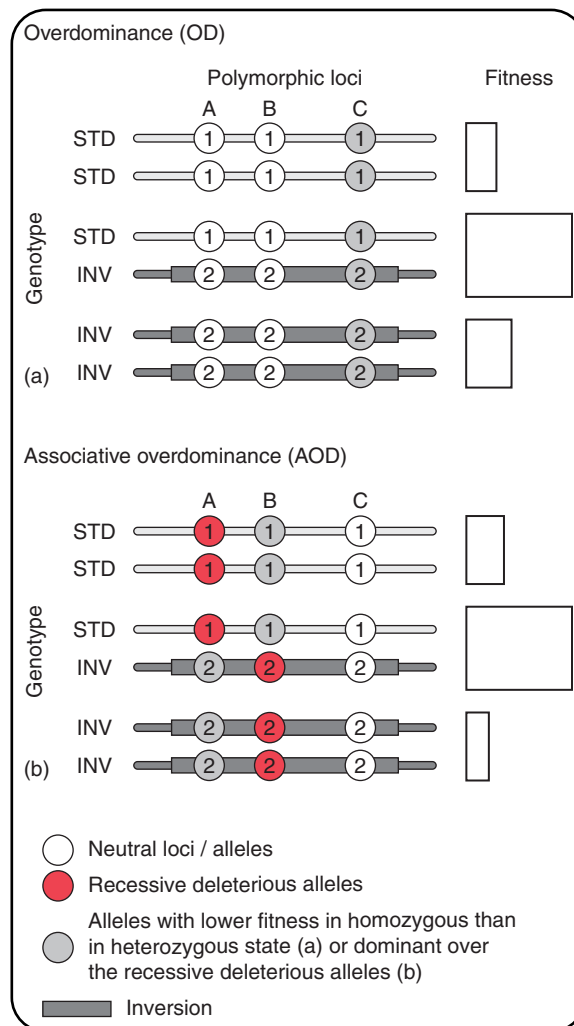 Overdominance (OD)
Polymorphic loci Fitness
A B C
STD 1 1 1
STD 1 1 1
Genotype
STD 1 1 1
INV 2 2 2
INV 2 2 2
(a) INV 2 2 2
Associative overdominance (AOD)
A B C
STD 1 1 1
STD 1 1 1
Genotype
STD 1 1 1
INV 2 2 2
INV 2 2 2
(b) INV 2 2 2
Neutral loci / alleles
Recessive deleterious alleles
Alleles with lower fitness in homozygous than
in heterozygous state (a) or dominant over
the recessive deleterious alleles (b)
Inversion